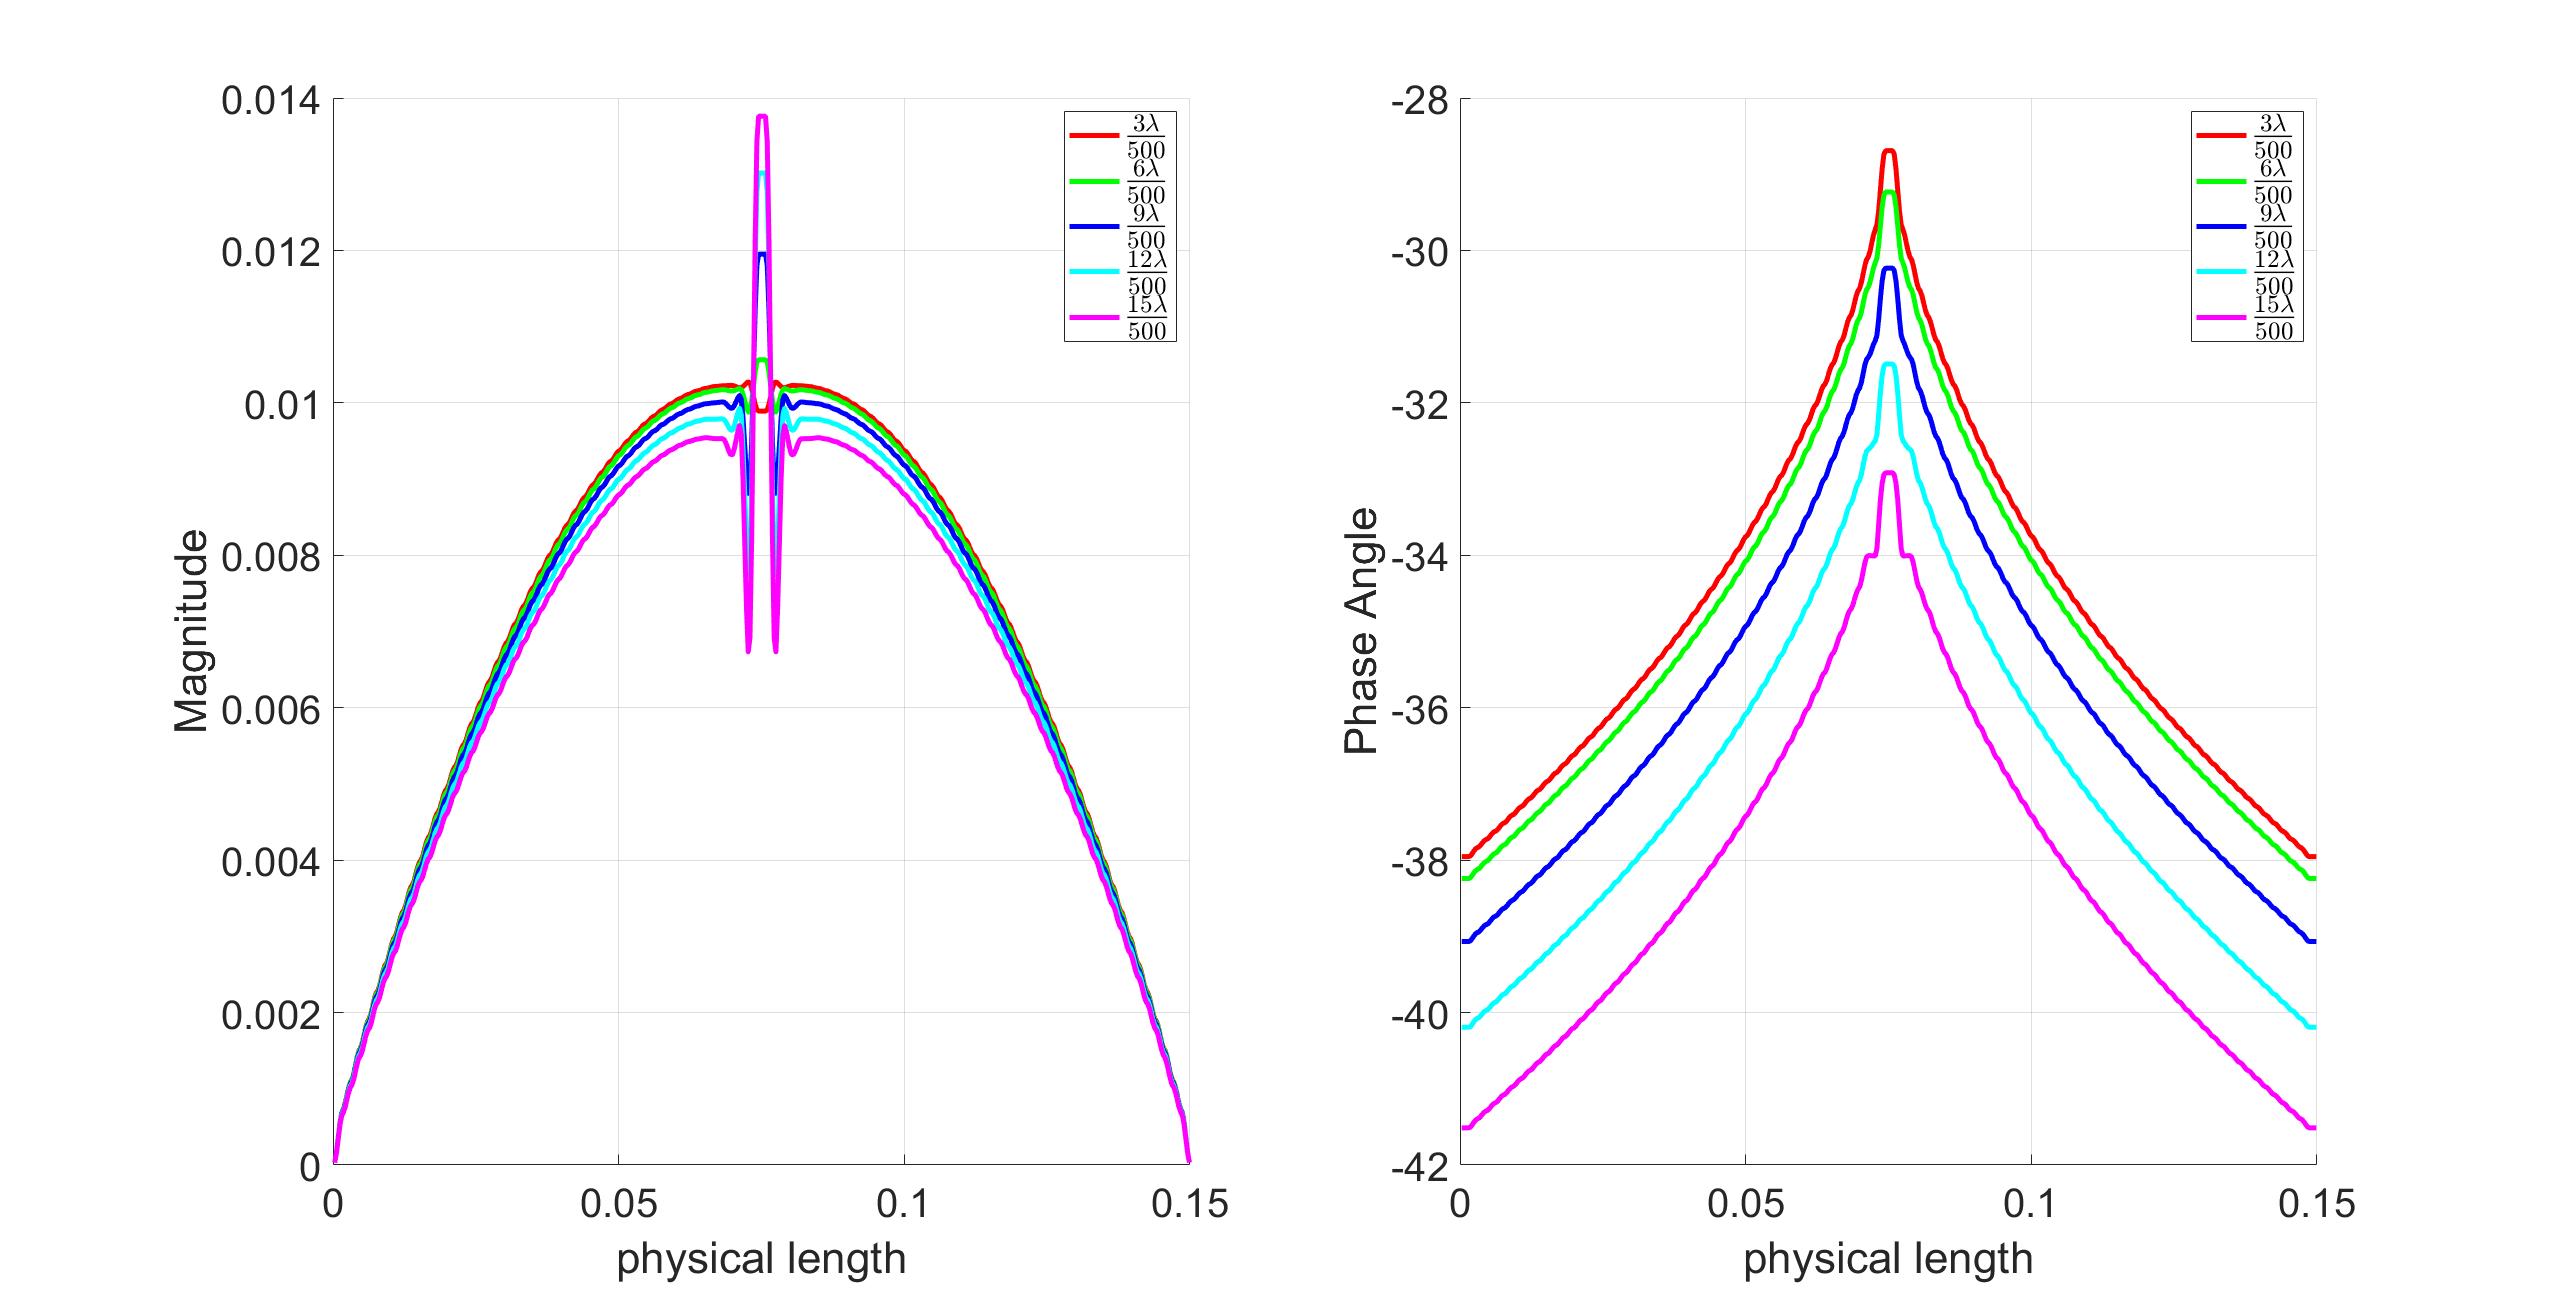 0.014
0.012
0.01
0.008
0.006
0.004
0.002
0
Magnitude
0 0.05 0.1 0.15
physical length
3λ/500
6λ/500
9λ/500
12λ/500
15λ/500
-28
-30
-32
-34
-36
-38
-40
-42
Phase Angle
0 0.05 0.1 0.15
physical length
3λ/500
6λ/500
9λ/500
12λ/500
15λ/500